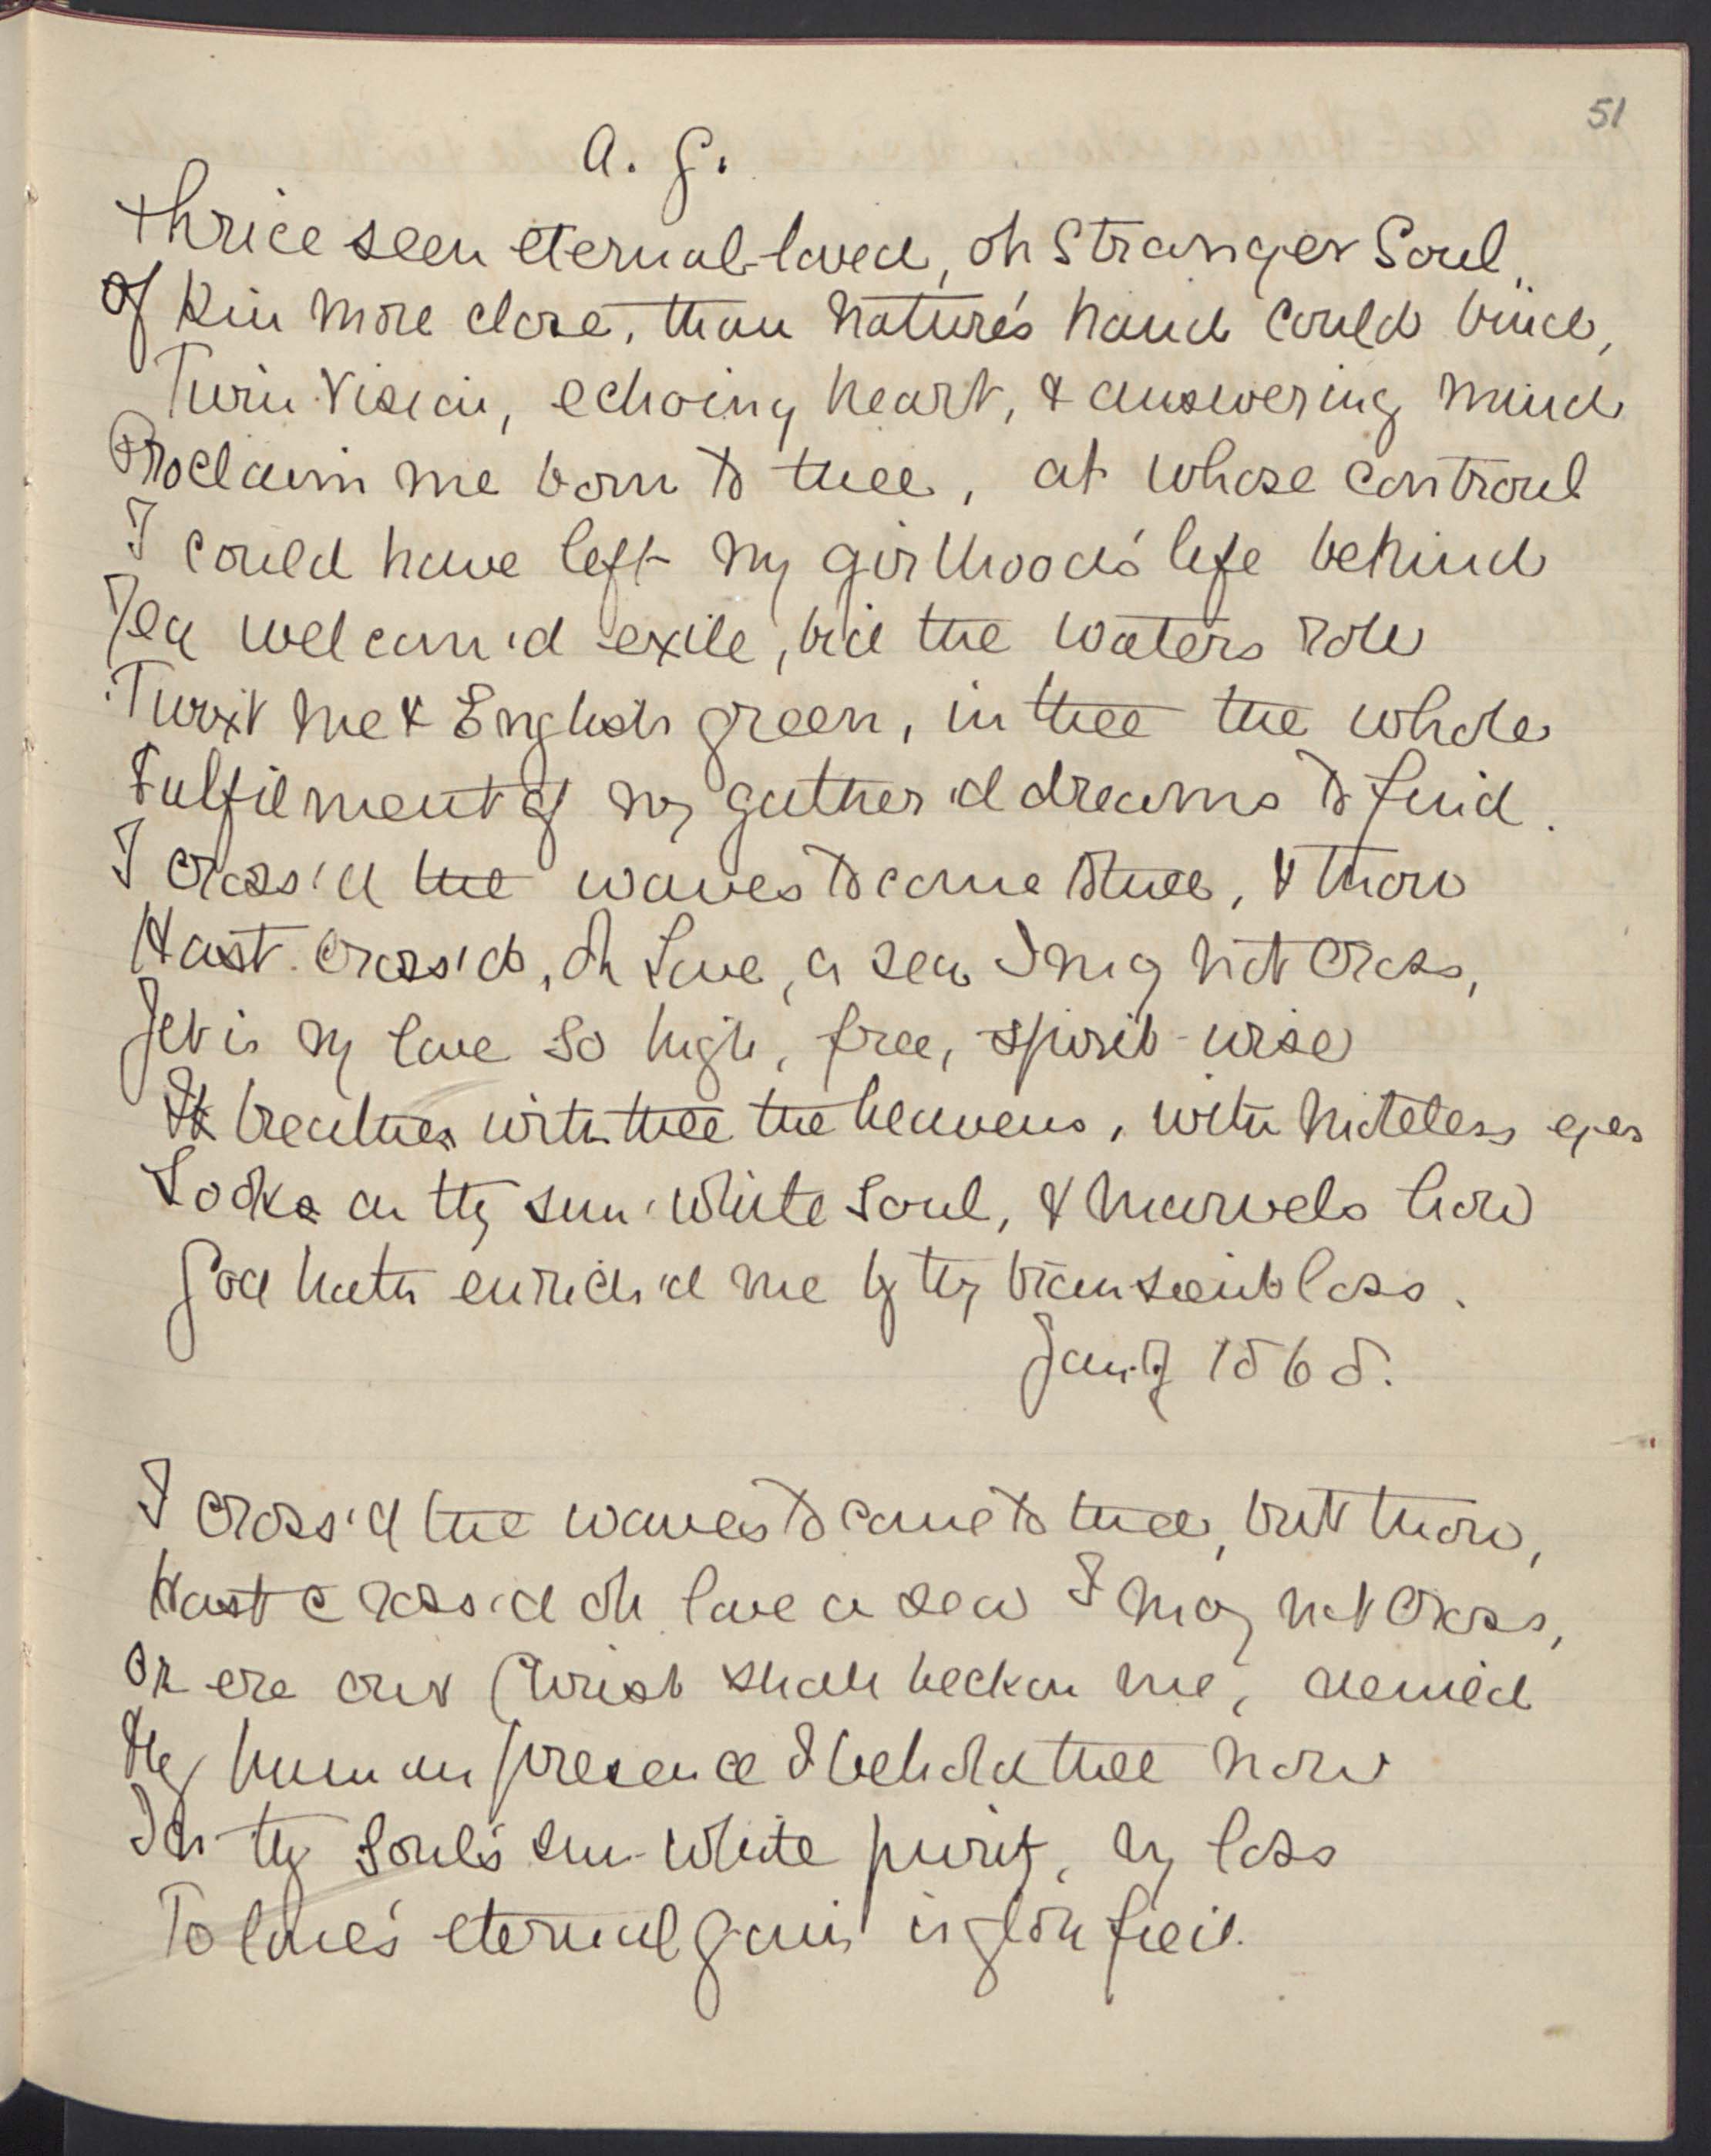 51
A. G.
Thrice seen eternal-loved, oh Stranger Soul,
Of kin more close, than nature's hand could bind,
Twin Vision, echoing heart, & answering mind
Proclaim me born to thee, at whose controul
I could have left my girlhood's life behind
Yea welcom'd exile, bid the waters roll
Twixt me & English green, in thee the whole
Fulfilment of my gather'd dreams to find.
I cross'd the waves to come to thee, & thou
Hast cross'd, oh Love, a sea I may not cross,
Yet is my love so high, free, spirit-wise
It breathes with thee the heavens, with eyes
Looks on thy sun-white soul, & marvels how
God hath enrich'd me by thy transient loss.
Jany 1868.
I cross'd the waves to come to thee, but thou,
Hast cross'd oh love a sea I may not cross,
Or ere our Christ shall beckon me, denied
Thy human presence I behold thee now
In thy Soul's sun-white purity, my loss
To love's eternal gain is glorified.